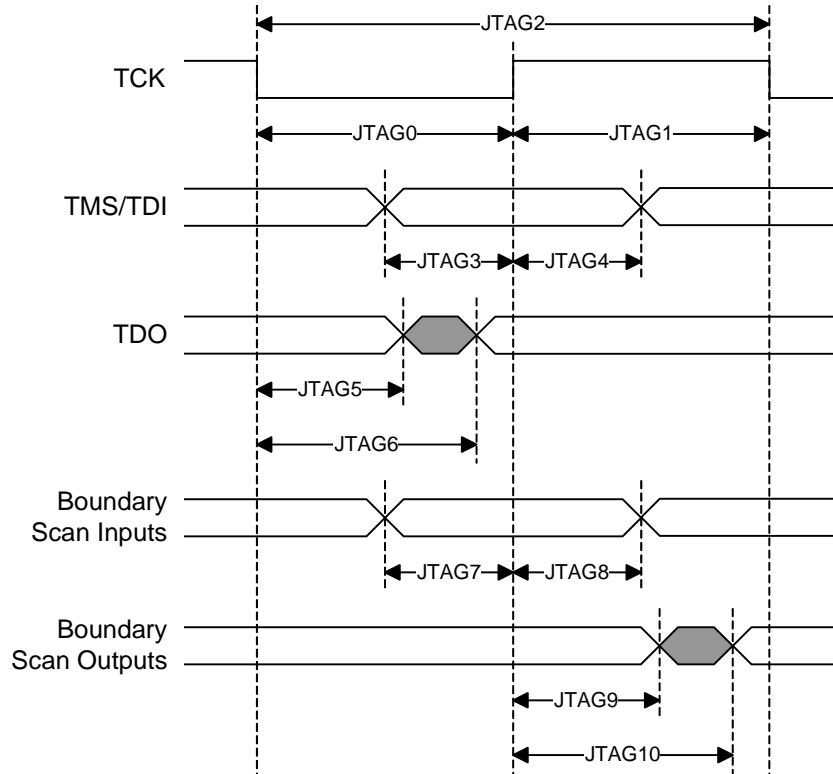 JTAG2
TCK
JTAG0
JTAG1
TMS/TDI
JTAG3
JTAG4
TDO
JTAG5
JTAG6
Boundary
Scan Inputs
JTAG7
JTAG8
Boundary
Scan Outputs
JTAG9
JTAG10